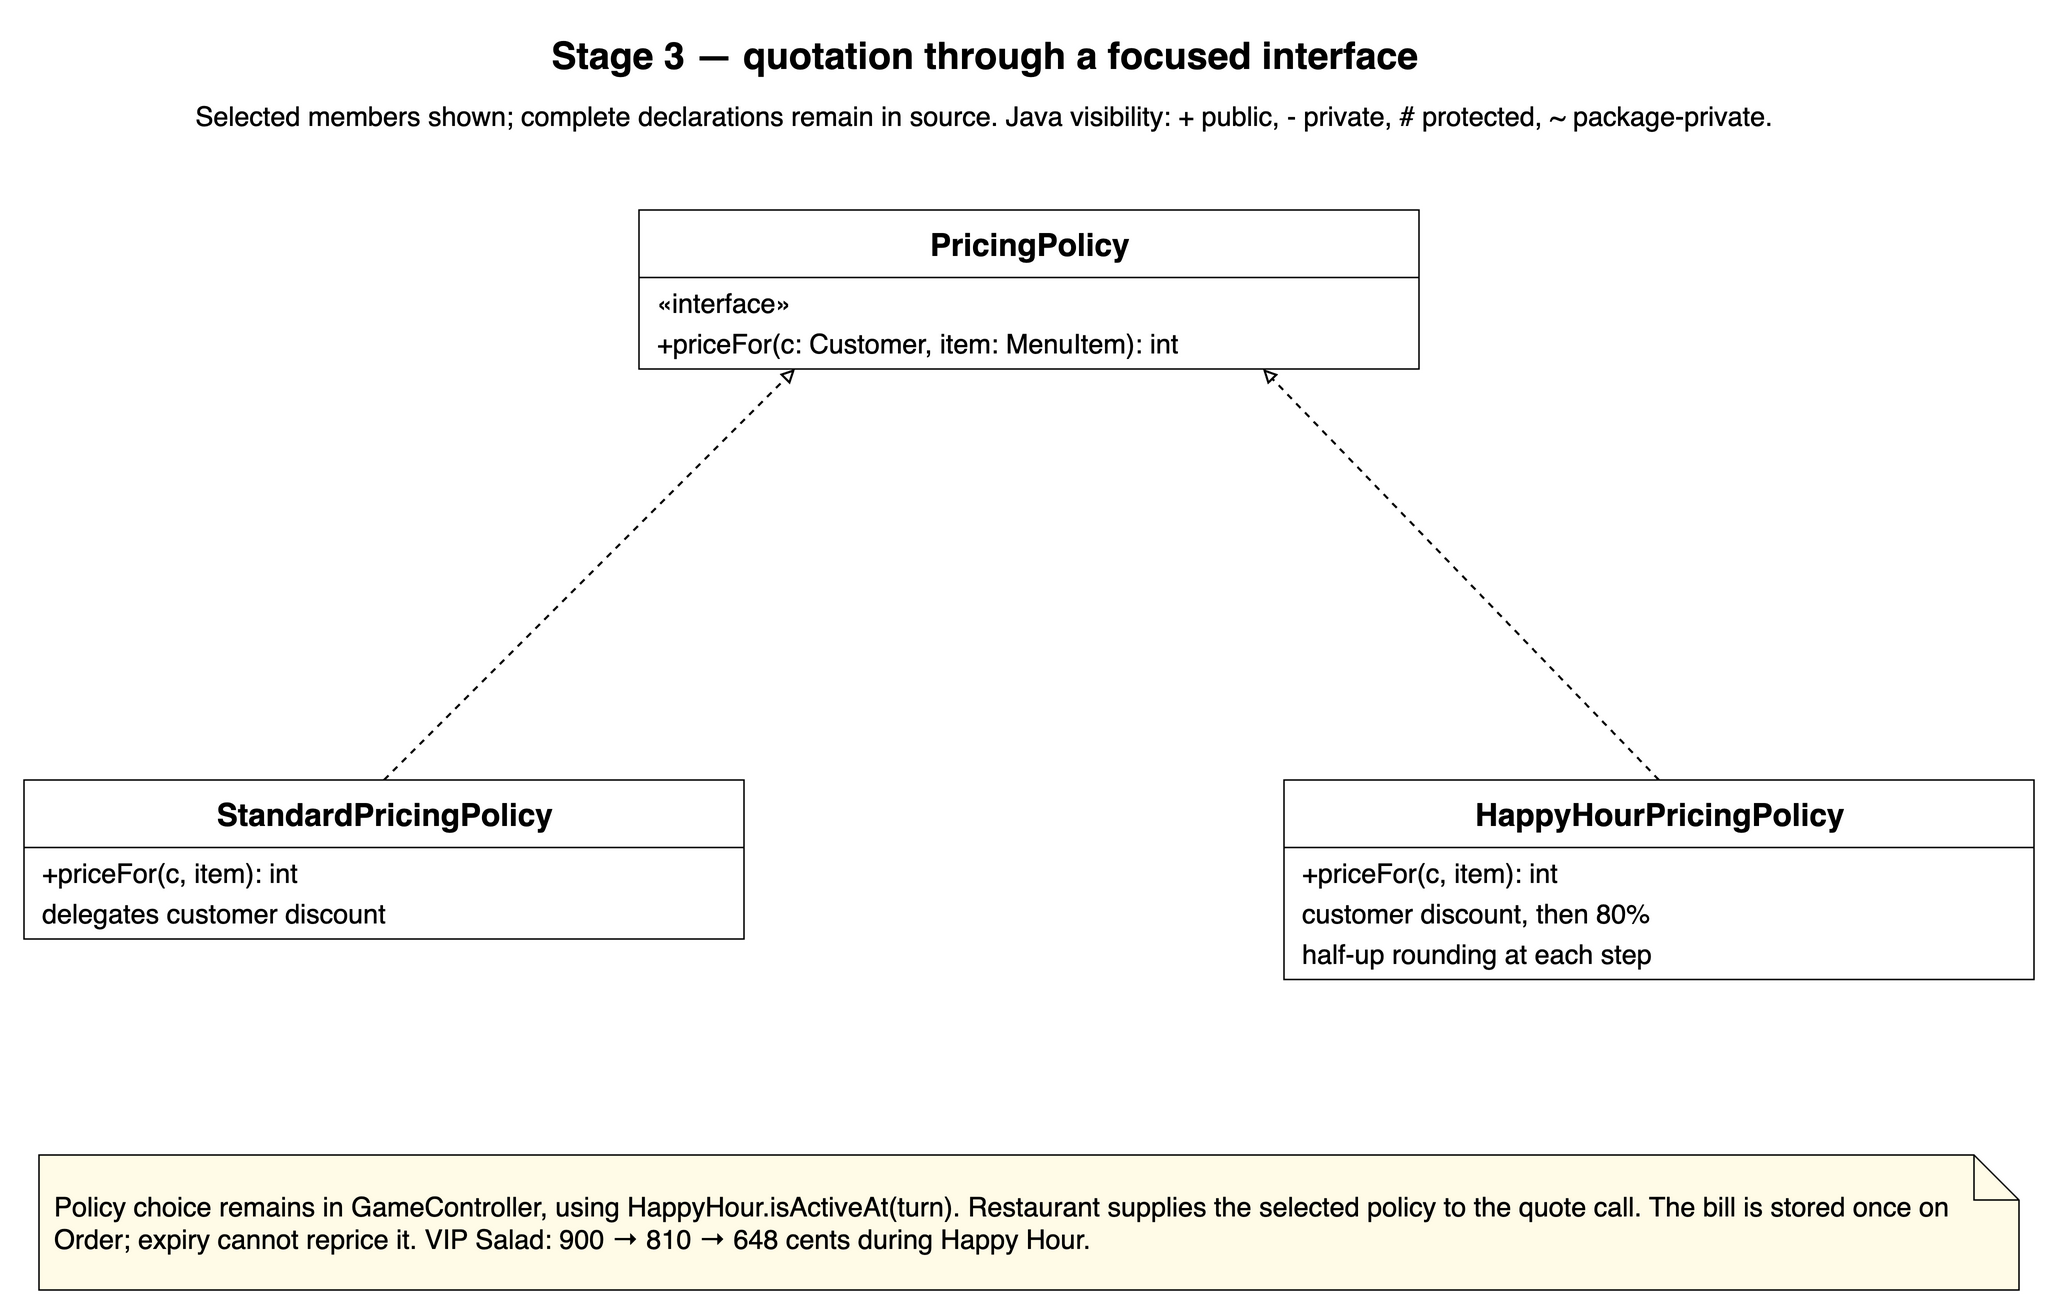 Stage 3 — quotation through a focused interface
Selected members shown; complete declarations remain in source. Java visibility: + public, - private, # protected, ~ package-private.
PricingPolicy
«interface»
+priceFor(c: Customer, item: MenuItem): int
StandardPricingPolicy
+priceFor(c, item): int
delegates customer discount
HappyHourPricingPolicy
+priceFor(c, item): int
customer discount, then 80%
half-up rounding at each step
Policy choice remains in GameController, using HappyHour.isActiveAt(turn). Restaurant supplies the selected policy to the quote call. The bill is stored once on
Order; expiry cannot reprice it. VIP Salad: 900 → 810 → 648 cents during Happy Hour.